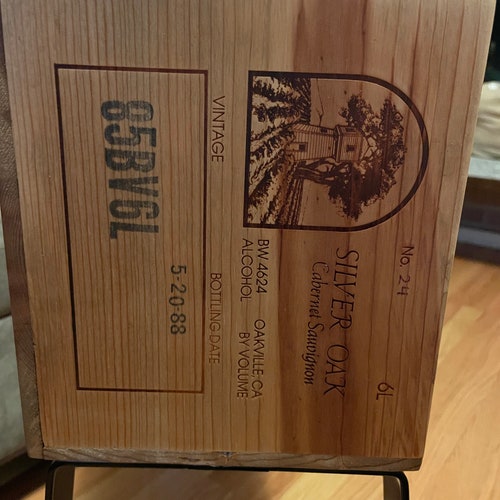 No. 24 6L
SILVER OAK
Cabernet Sauvignon
BW 4624 OAKVILLE, CA
ALCOHOL BY VOLUME
VINTAGE BOTTLING DATE
5-20-88
85BV6L